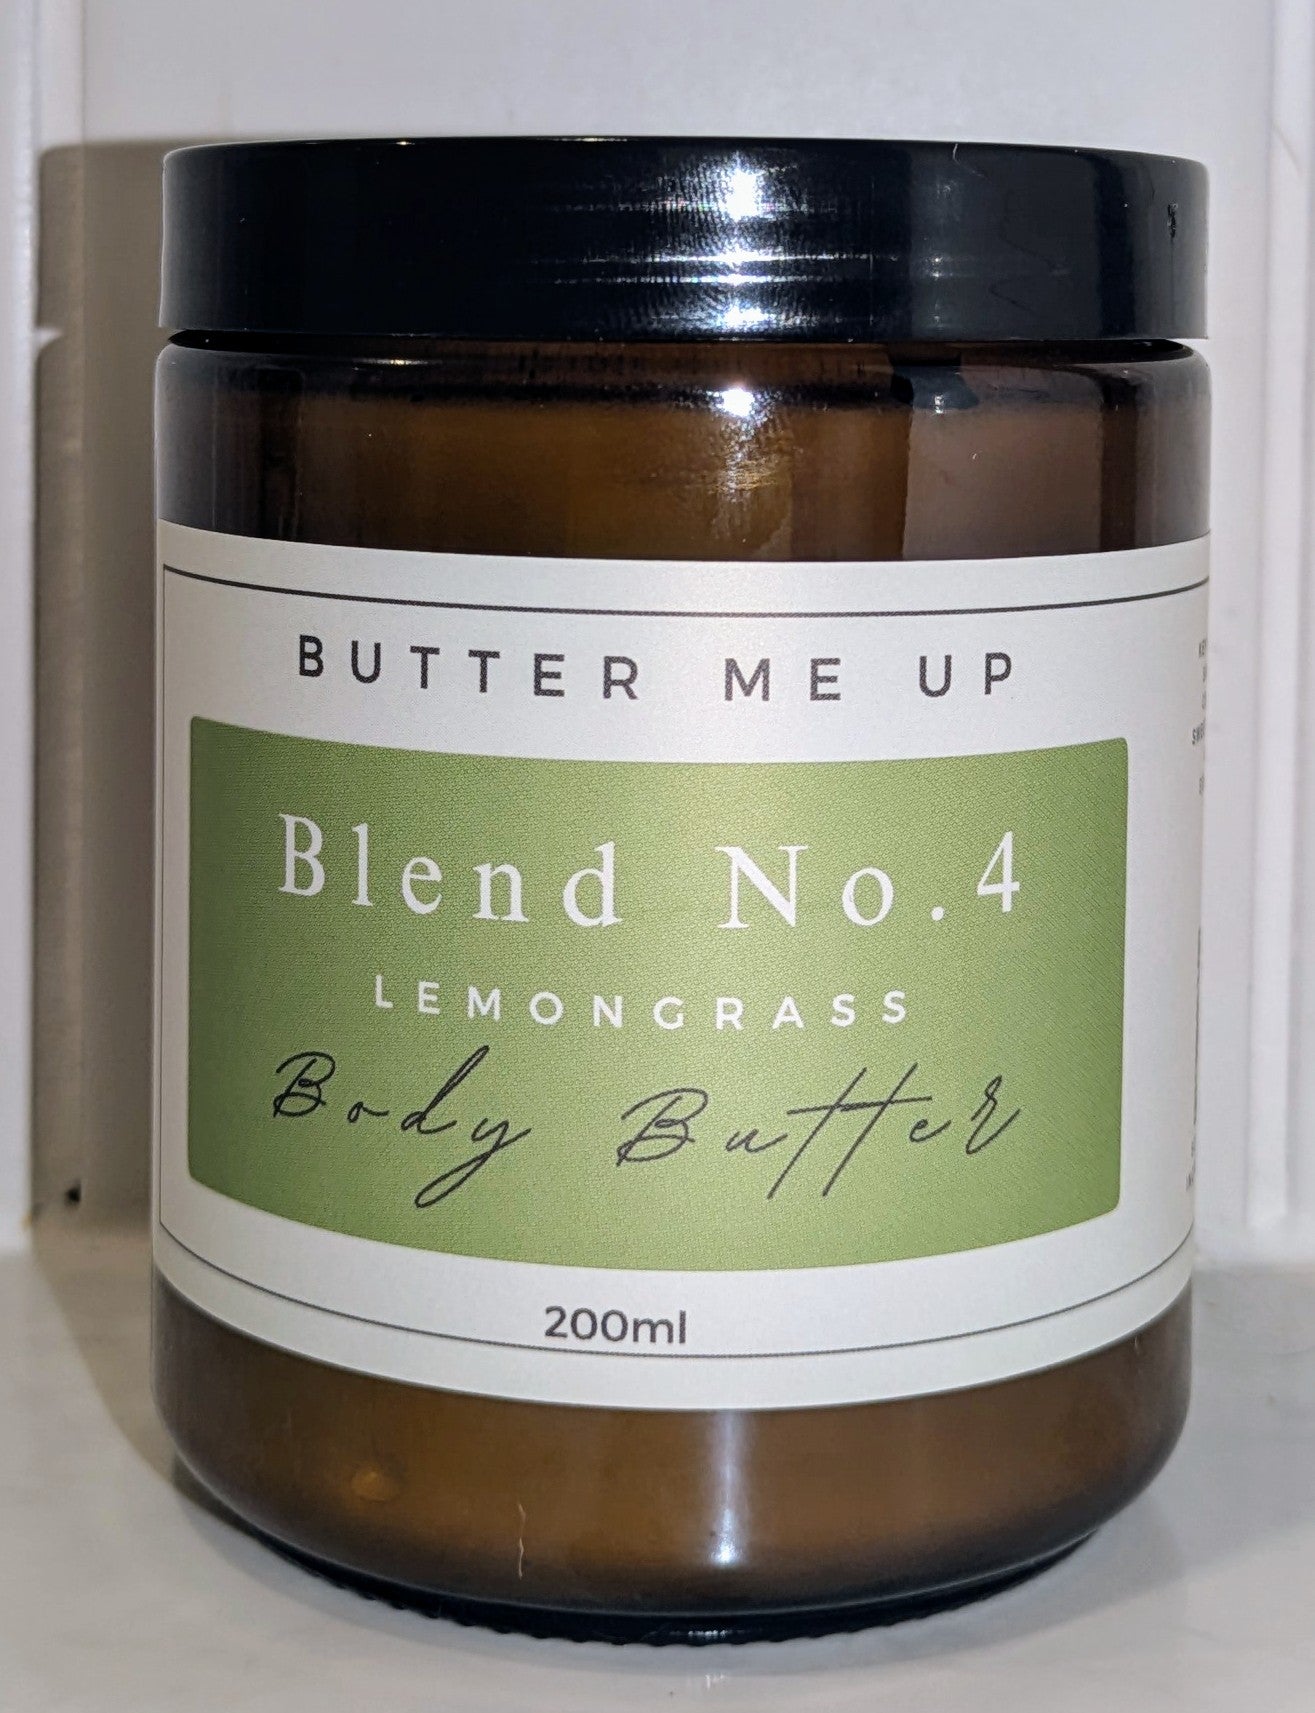 BUTTER ME UP
Blend No.4
LEMONGRASS
Body Butter
200ml